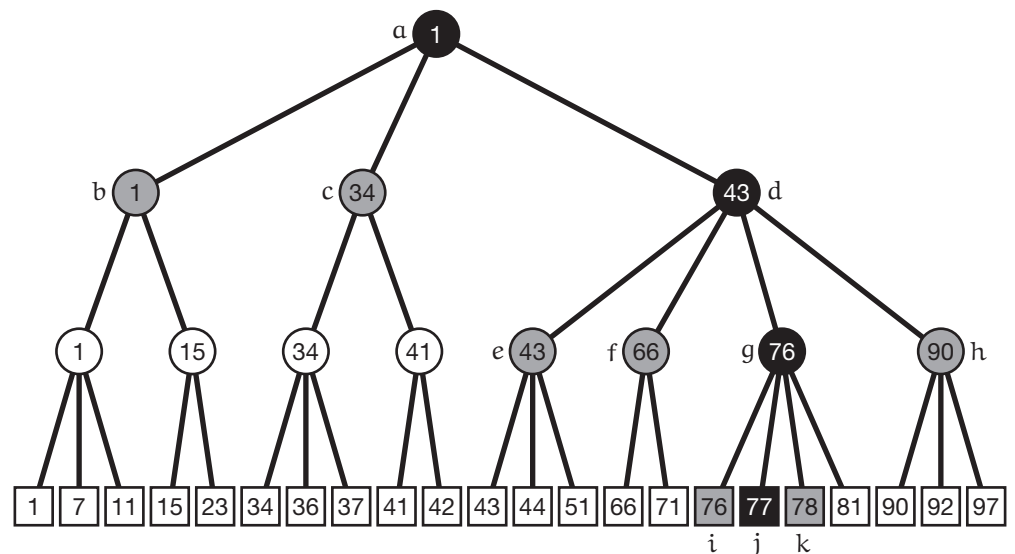 a 1
b 1 c 34 43 d
1 15 34 41 e 43 f 66 g 76 90 h
1 7 11 15 23 34 36 37 41 42 43 44 51 66 71 76 77 78 81 90 92 97
i j k